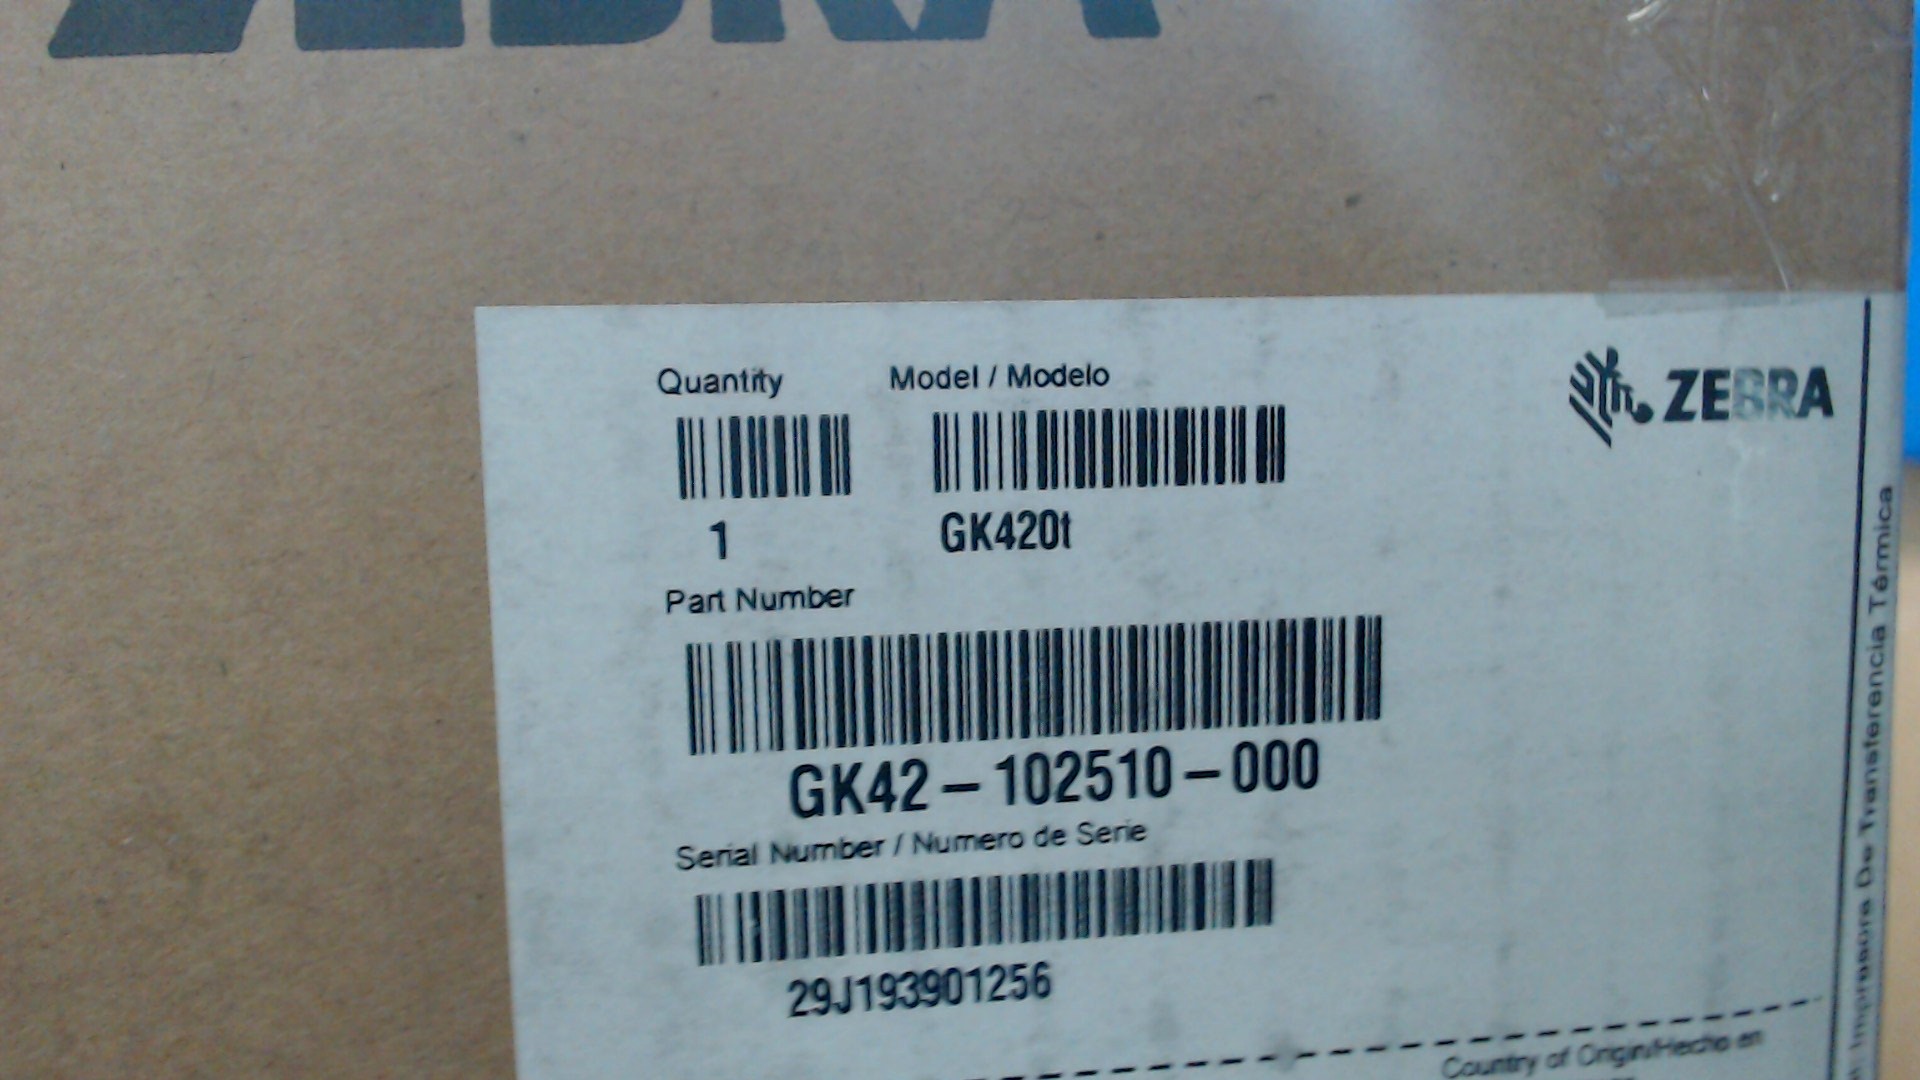 ZEBRA
Quantity
Model / Modelo
ZEBRA
1
GK420t
Part Number
GK42-102510-000
Serial Number / Numero de Serie
29J193901256
Country of Origin/Hecho en
Impresora De Transferencia Térmica